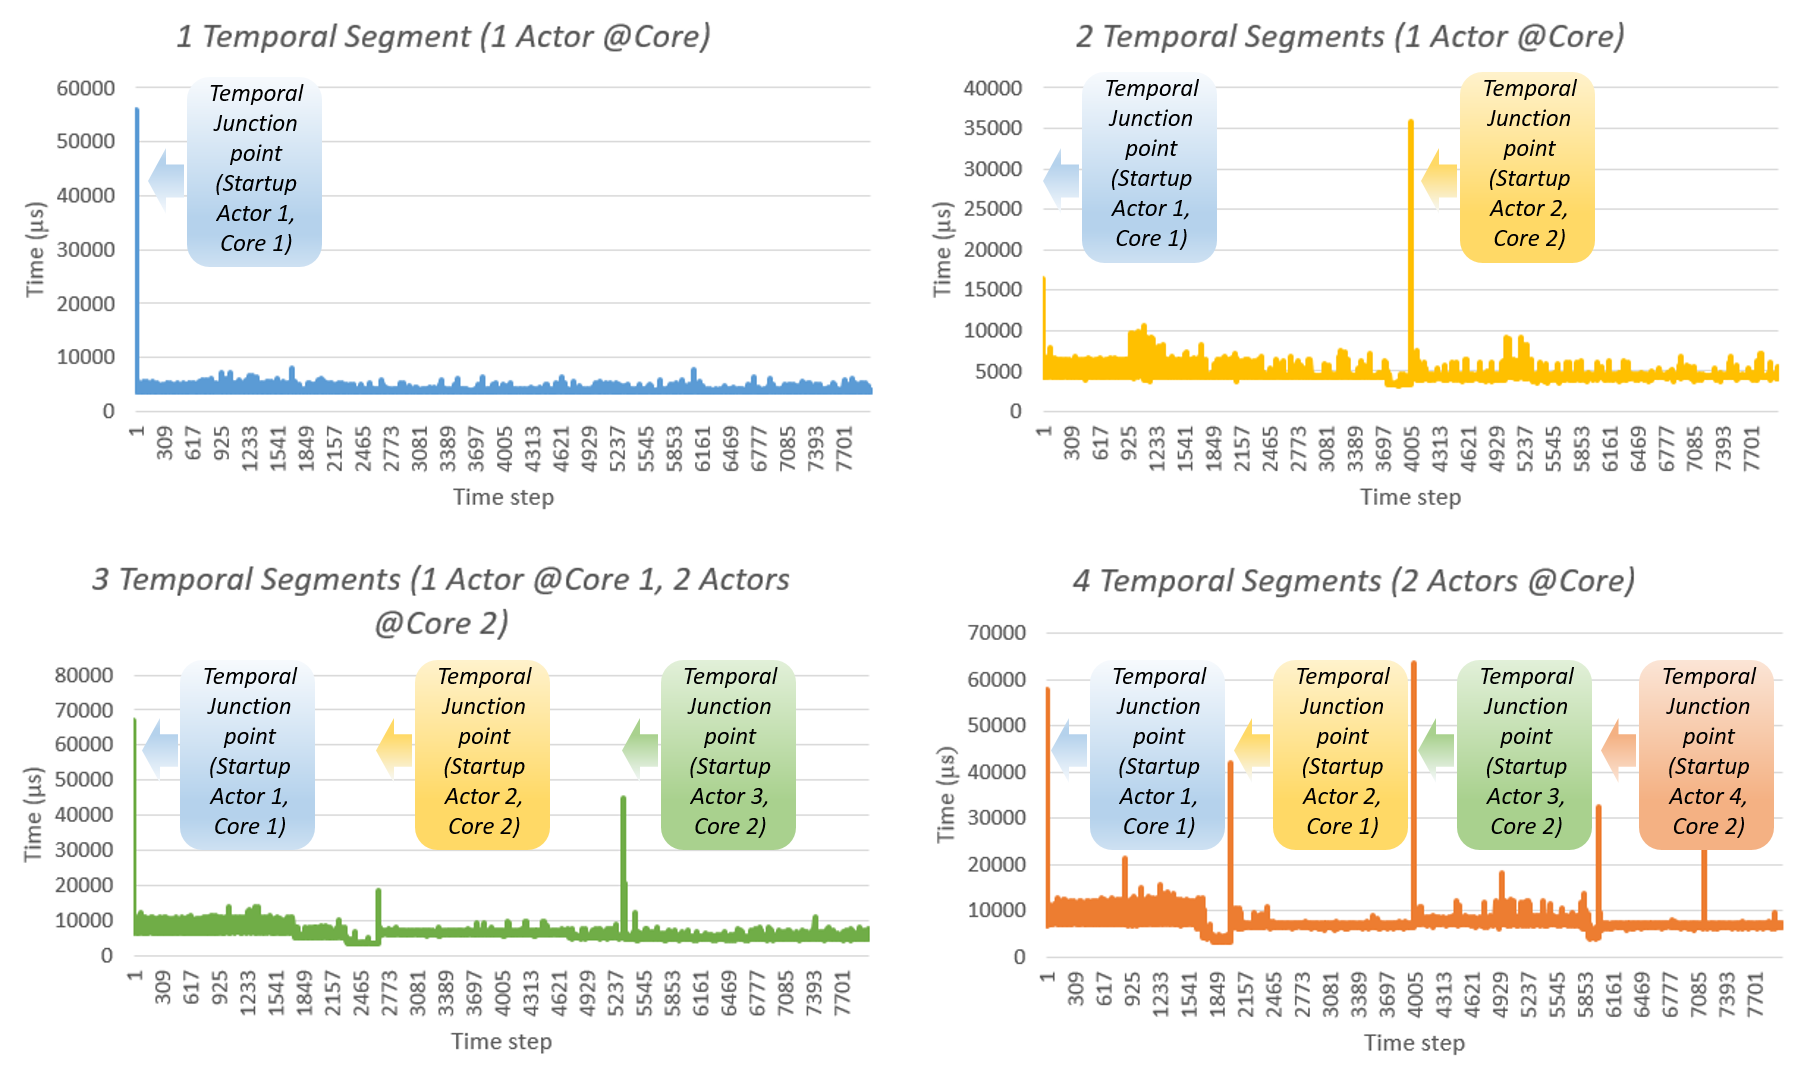 1 Temporal Segment (1 Actor @Core)
Time (µs)
60000
50000
40000
30000
20000
10000
0
Temporal
Junction
point
(Startup
Actor 1,
Core 1)
1 309 617 925 1233 1541 1849 2157 2465 2773 3081 3389 3697 4005 4313 4621 4929 5237 5545 5853 6161 6469 6777 7085 7393 7701
Time step
2 Temporal Segments (1 Actor @Core)
Time (µs)
40000
35000
30000
25000
20000
15000
10000
5000
0
Temporal
Junction
point
(Startup
Actor 1,
Core 1)
Temporal
Junction
point
(Startup
Actor 2,
Core 2)
1 309 617 925 1233 1541 1849 2157 2465 2773 3081 3389 3697 4005 4313 4621 4929 5237 5545 5853 6161 6469 6777 7085 7393 7701
Time step
3 Temporal Segments (1 Actor @Core 1, 2 Actors
@Core 2)
Time (µs)
80000
70000
60000
50000
40000
30000
20000
10000
0
Temporal
Junction
point
(Startup
Actor 1,
Core 1)
Temporal
Junction
point
(Startup
Actor 2,
Core 2)
Temporal
Junction
point
(Startup
Actor 3,
Core 2)
1 309 617 925 1233 1541 1849 2157 2465 2773 3081 3389 3697 4005 4313 4621 4929 5237 5545 5853 6161 6469 6777 7085 7393 7701
Time step
4 Temporal Segments (2 Actors @Core)
Time (µs)
70000
60000
50000
40000
30000
20000
10000
0
Temporal
Junction
point
(Startup
Actor 1,
Core 1)
Temporal
Junction
point
(Startup
Actor 2,
Core 1)
Temporal
Junction
point
(Startup
Actor 3,
Core 2)
Temporal
Junction
point
(Startup
Actor 4,
Core 2)
1 309 617 925 1233 1541 1849 2157 2465 2773 3081 3389 3697 4005 4313 4621 4929 5237 5545 5853 6161 6469 6777 7085 7393 7701
Time step